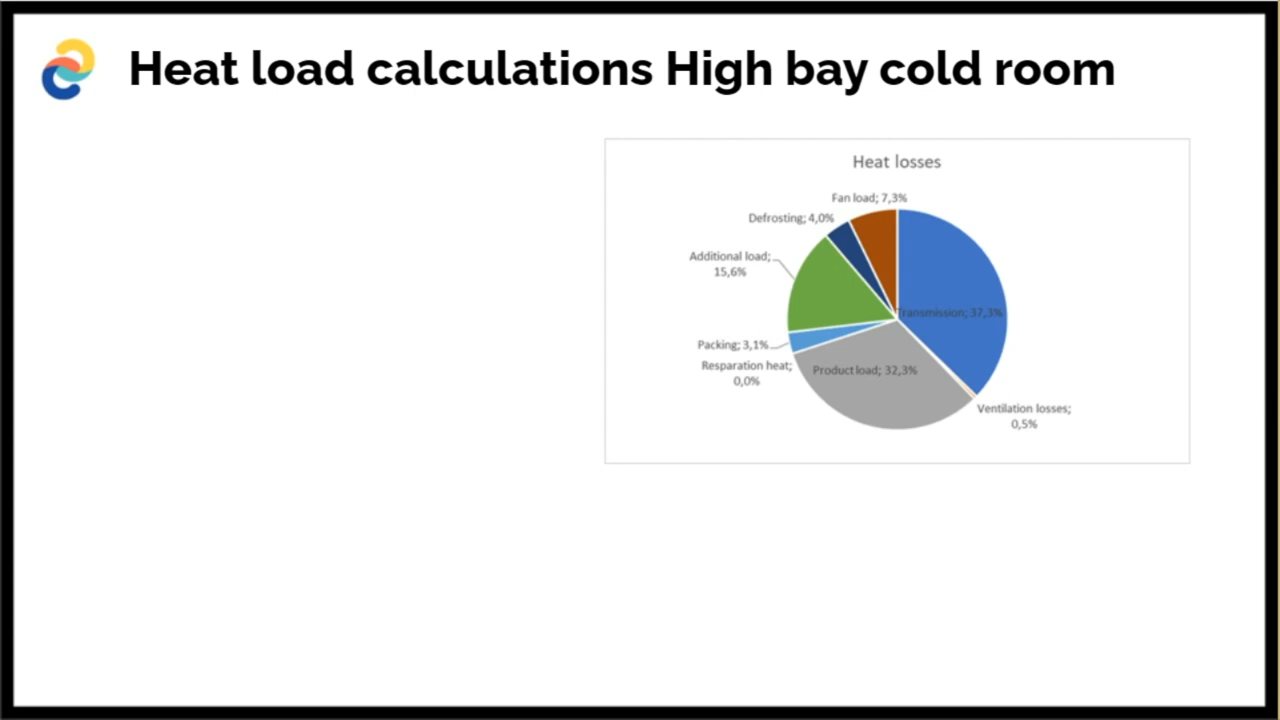 Heat load calculations High bay cold room
Heat losses
Fan load; 7,3%
Defrosting; 4,0%
Additional load;
15,6%
Transmission; 37,3%
Packing; 3,1%
Resparation heat;
0,0%
Product load; 32,3%
Ventilation losses;
0,5%